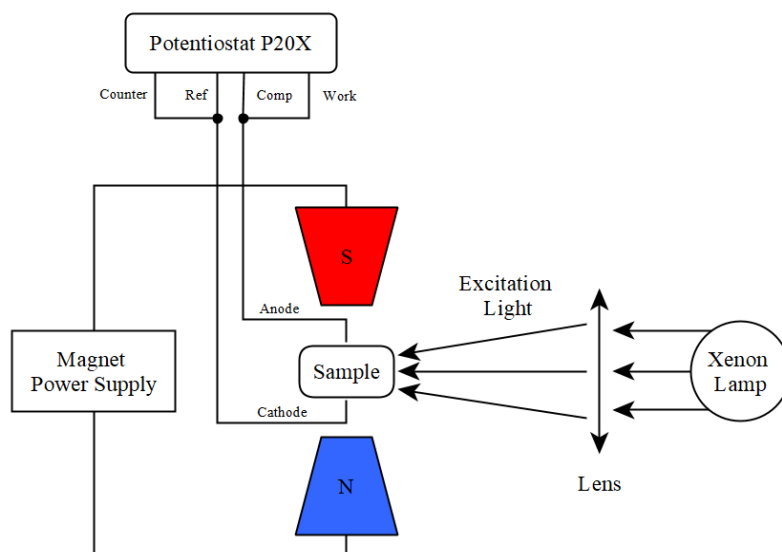 Potentiostat P20X
Counter
Ref
Comp
Work
S
Excitation
Light
Anode
Magnet
Power Supply
Sample
Xenon
Lamp
Cathode
N
Lens